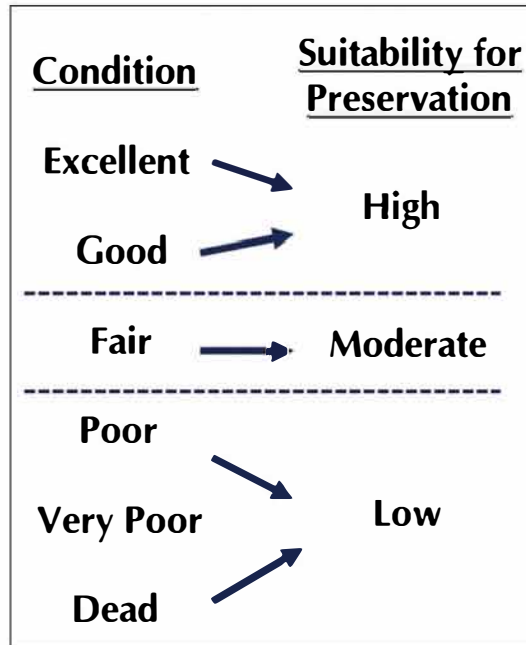 Condition
Suitability for
Preservation
Excellent
High
Good
Fair
Moderate
Poor
Very Poor
Low
Dead